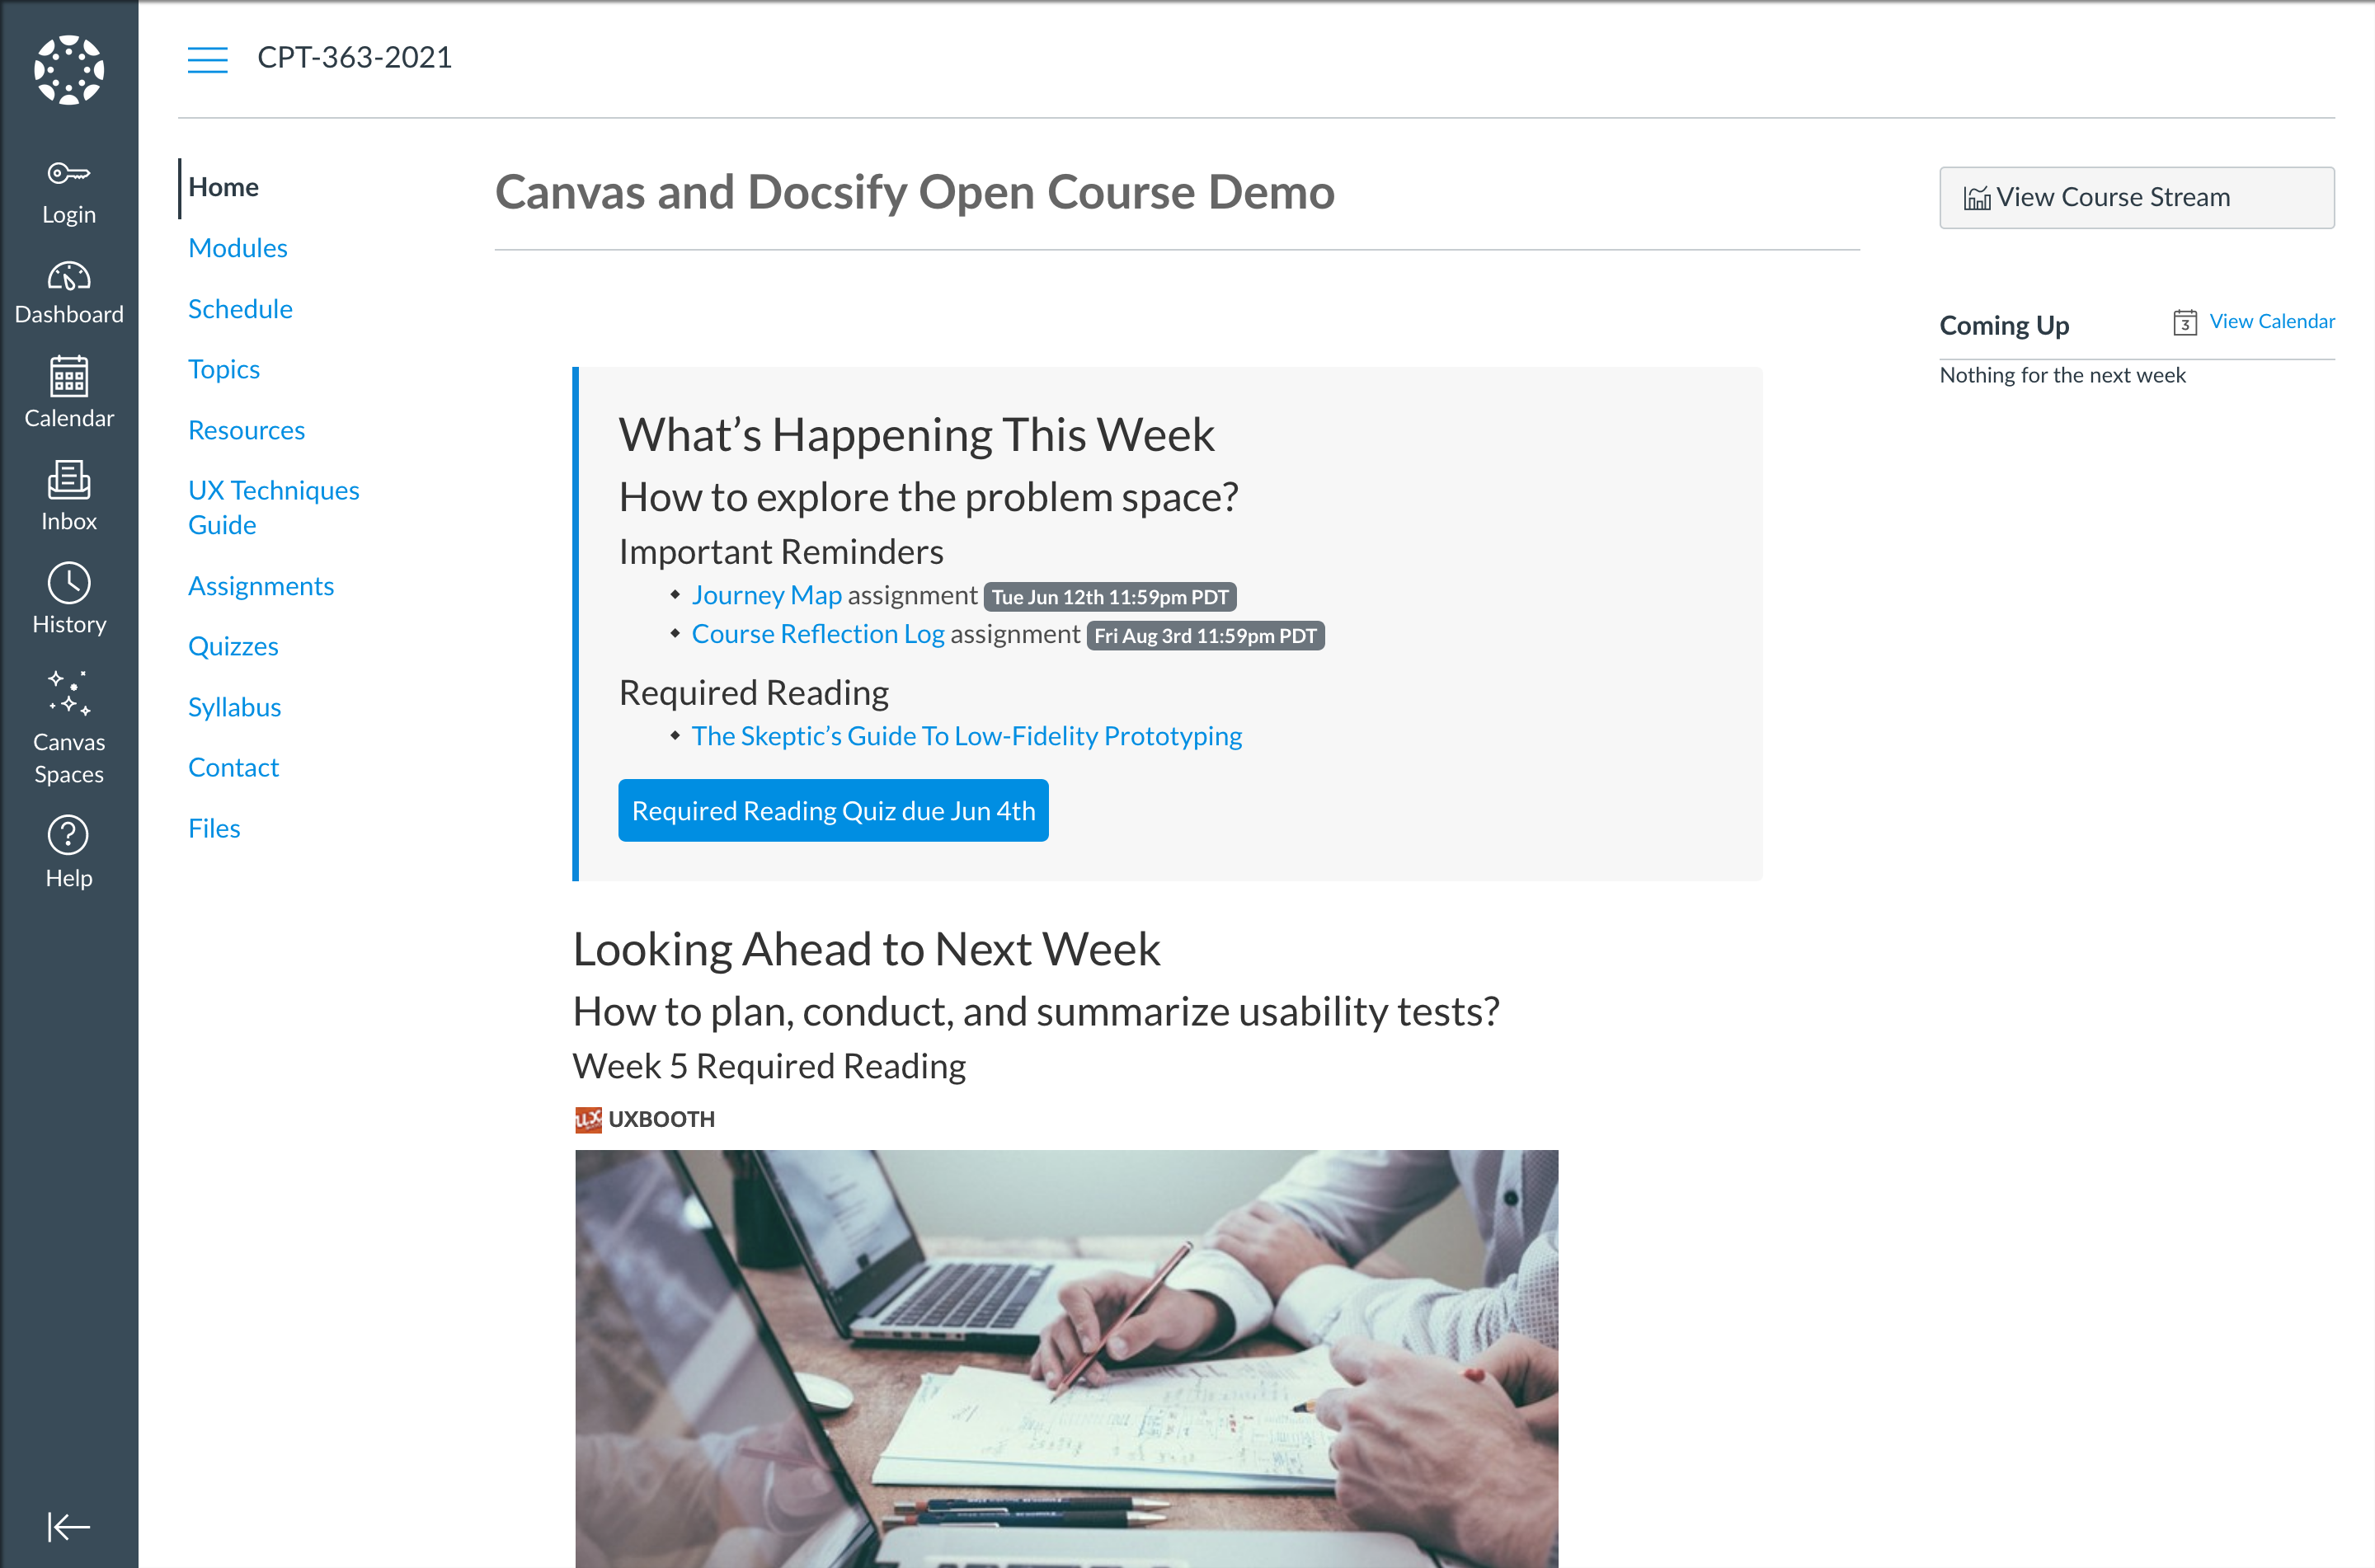 Login
Dashboard
Calendar
Inbox
History
Canvas
Spaces
Help
CPT-363-2021
Home
Modules
Schedule
Topics
Resources
UX Techniques
Guide
Assignments
Quizzes
Syllabus
Contact
Files
Canvas and Docsify Open Course Demo
What’s Happening This Week
How to explore the problem space?
Important Reminders
Journey Map assignment Tue Jun 12th 11:59pm PDT
Course Reflection Log assignment Fri Aug 3rd 11:59pm PDT
Required Reading
The Skeptic’s Guide To Low-Fidelity Prototyping
Required Reading Quiz due Jun 4th
Looking Ahead to Next Week
How to plan, conduct, and summarize usability tests?
Week 5 Required Reading
ux UXBOOTH
View Course Stream
Coming Up
3 View Calendar
Nothing for the next week